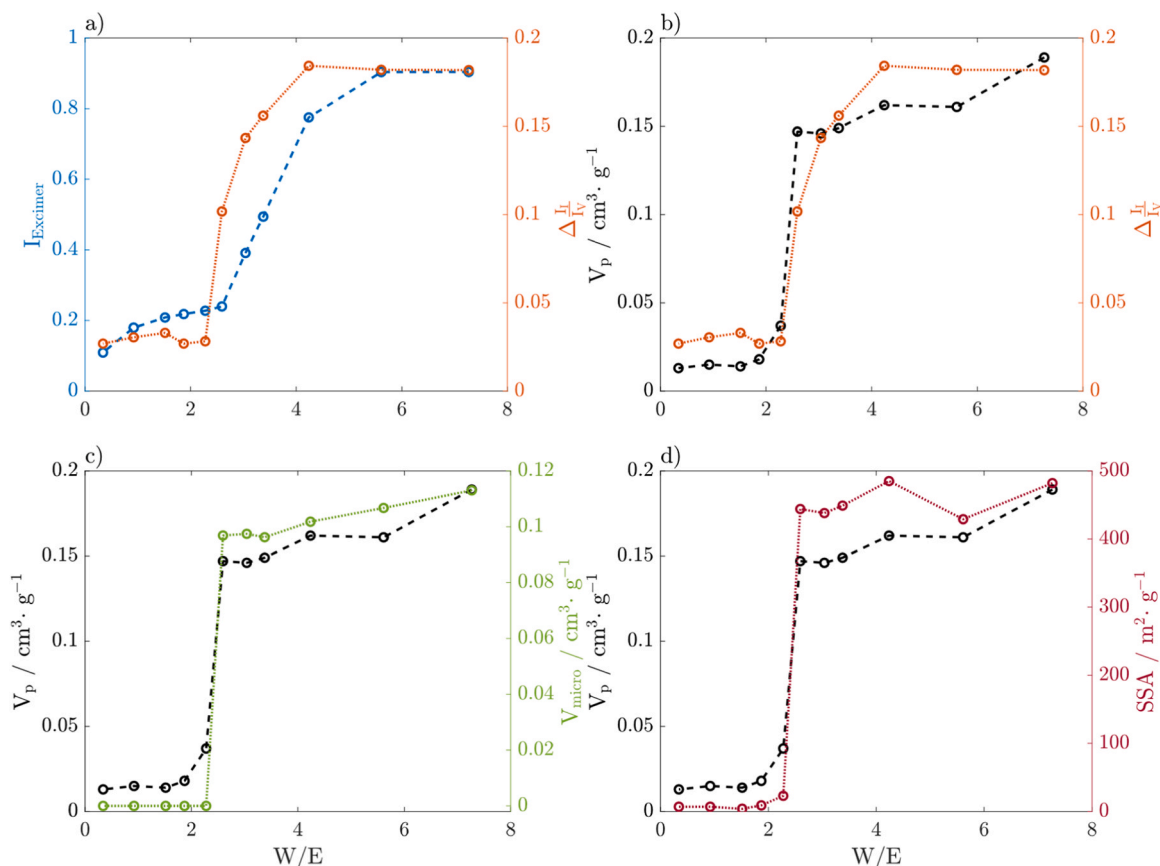 a)
1
0.8
0.6
0.4
0.2
0
I_Excimer
0.2
0.15
0.1
0.05
0
Δ I_I/I_V
0 2 4 6 8
b)
0.2
0.15
0.1
0.05
0
V_p / cm³· g⁻¹
0.2
0.15
0.1
0.05
0
Δ I_I/I_V
0 2 4 6 8
c)
0.2
0.15
0.1
0.05
0
V_p / cm³· g⁻¹
0.12
0.1
0.08
0.06
0.04
0.02
0
V_micro / cm³· g⁻¹
0 2 4 6 8
W/E
d)
0.2
0.15
0.1
0.05
0
V_p / cm³· g⁻¹
500
400
300
200
100
0
SSA / m²· g⁻¹
0 2 4 6 8
W/E